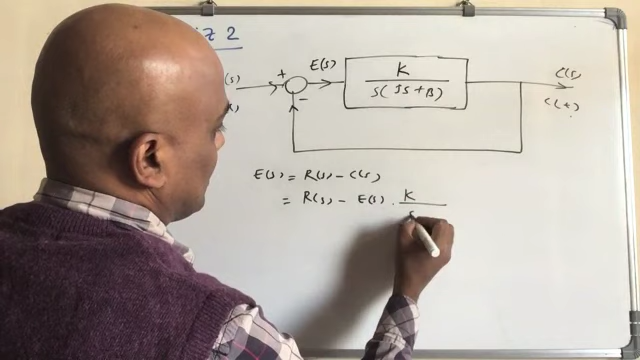 Z 2
(s)
+
E(s)
K
S(JS+B)
C(s)
C(t)
-
E(s) = R(s) - C(s)
= R(s) - E(s) . K
s